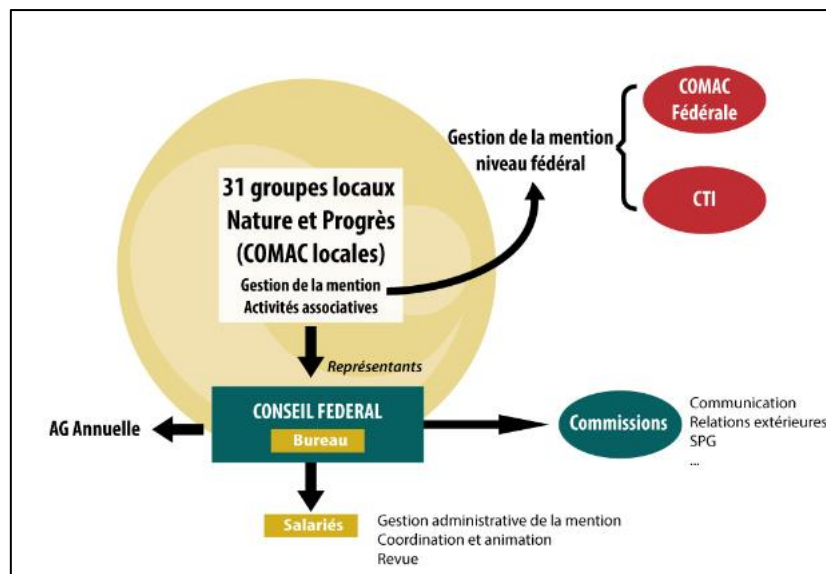 COMAC
Fédérale
Gestion de la mention
niveau fédéral
CTI
31 groupes locaux
Nature et Progrès
(COMAC locales)
Gestion de la mention
Activités associatives
Représentants
CONSEIL FEDERAL
Bureau
AG Annuelle
Commissions
Communication
Relations extérieures
SPG
...
Salariés
Gestion administrative de la mention
Coordination et animation
Revue